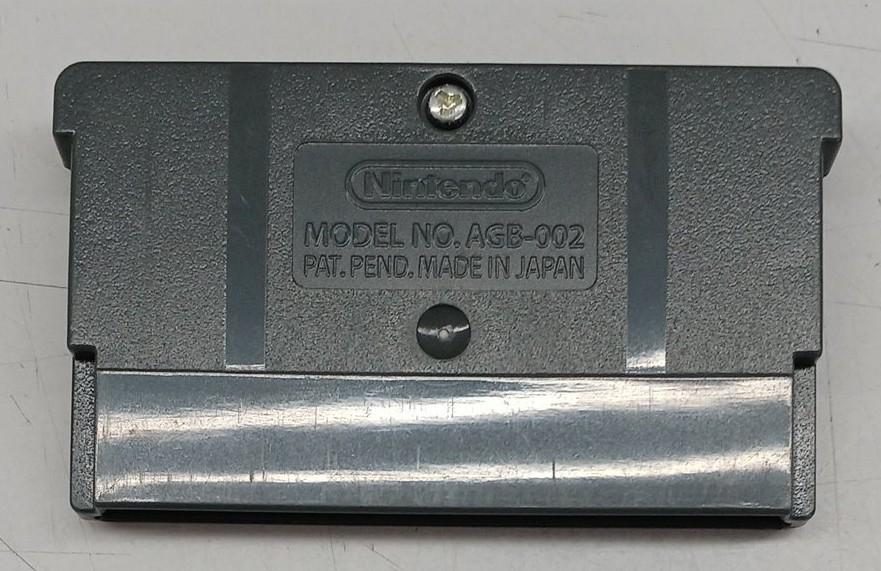 Nintendo®
MODEL NO. AGB-002
PAT. PEND. MADE IN JAPAN